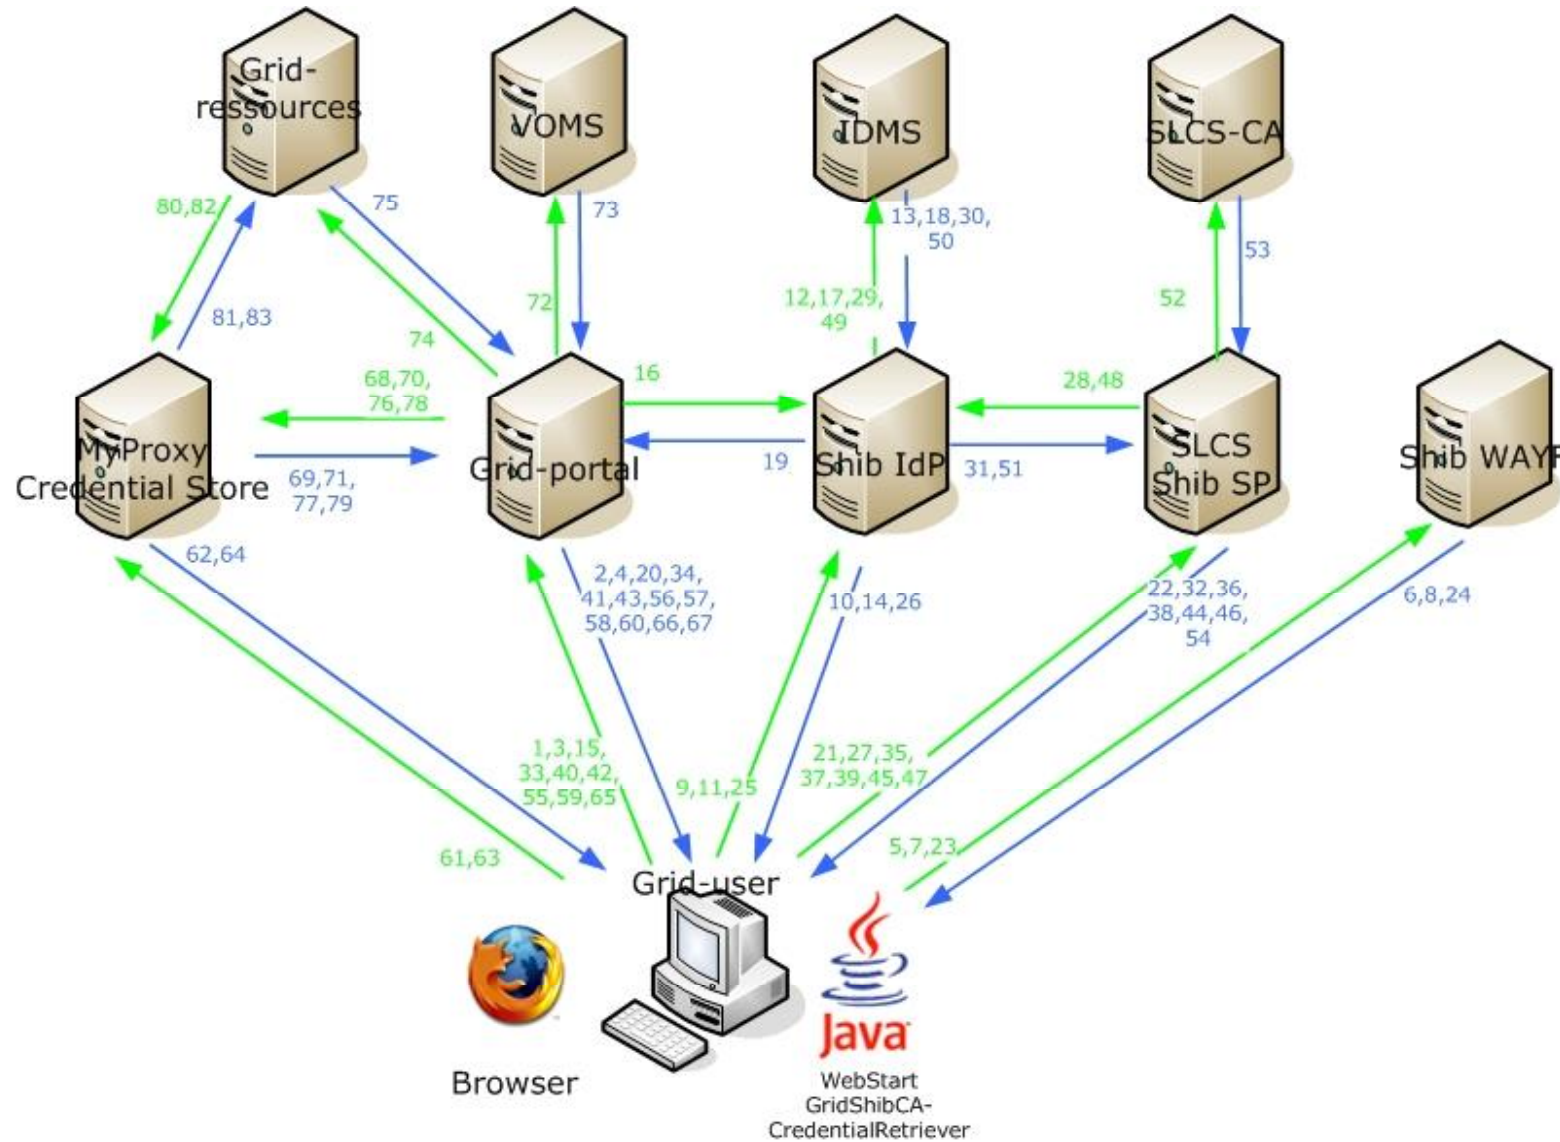 Grid-
ressources
VOMS
IDMS
SLCS-CA
80,82
75
73
13,18,30,
50
53
81,83
74
72
12,17,29,
49
52
68,70,
76,78
16
28,48
MyProxy
Credential Store
69,71,
77,79
Grid-portal
19
Shib IdP
31,51
SLCS
Shib SP
Shib WAYF
62,64
2,4,20,34,
41,43,56,57,
58,60,66,67
10,14,26
22,32,36,
38,44,46,
54
6,8,24
1,3,15,
33,40,42,
55,59,65
9,11,25
21,27,35,
37,39,45,47
61,63
5,7,23
Grid-user
Java
Browser
WebStart
GridShibCA-
CredentialRetriever